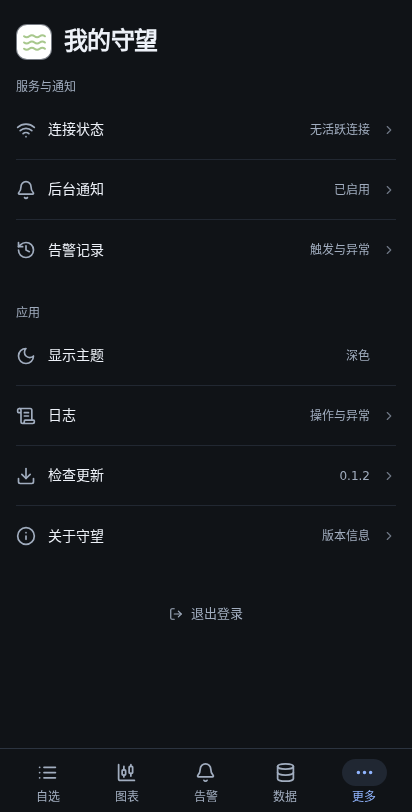 我的守望
服务与通知
连接状态 无活跃连接
后台通知 已启用
告警记录 触发与异常
应用
显示主题 深色
日志 操作与异常
检查更新 0.1.2
关于守望 版本信息
退出登录
自选 图表 告警 数据 更多